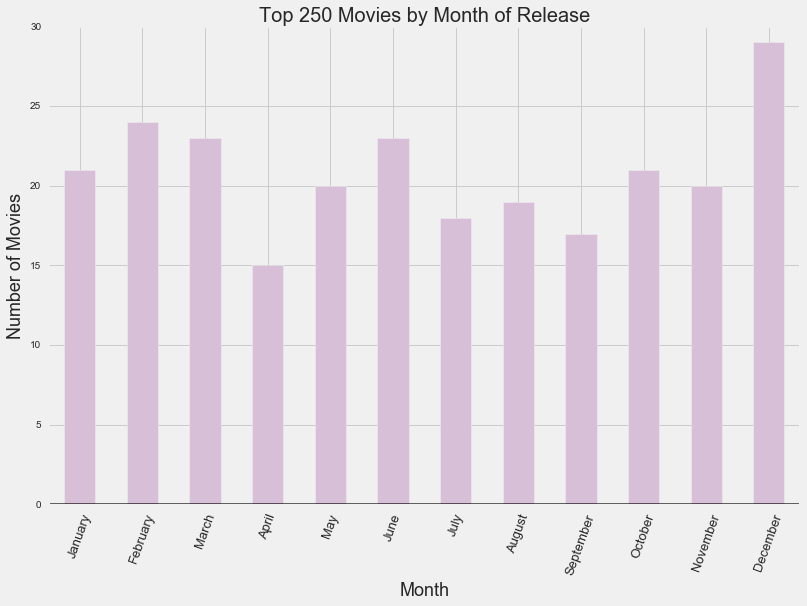 Top 250 Movies by Month of Release
Number of Movies
30
25
20
15
10
5
0
January
February
March
April
May
June
July
August
September
October
November
December
Month